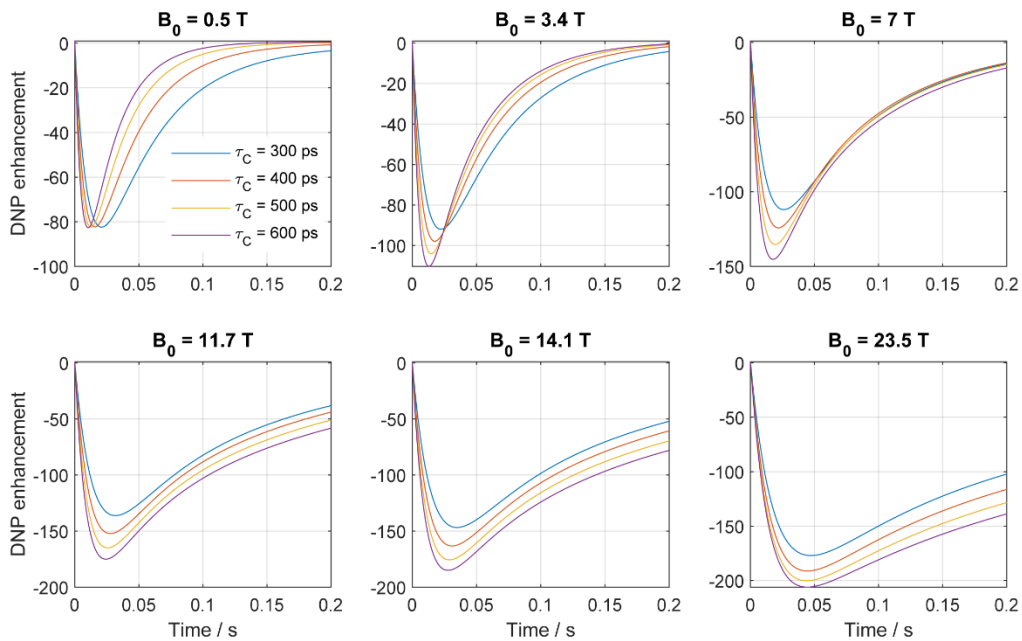 B0 = 0.5 T
DNP enhancement
0
-20
-40
-60
-80
-100
0 0.05 0.1 0.15 0.2
τC = 300 ps
τC = 400 ps
τC = 500 ps
τC = 600 ps
B0 = 3.4 T
0
-20
-40
-60
-80
-100
0 0.05 0.1 0.15 0.2
B0 = 7 T
DNP enhancement
0
-50
-100
-150
0 0.05 0.1 0.15 0.2
B0 = 11.7 T
DNP enhancement
0
-50
-100
-150
-200
0 0.05 0.1 0.15 0.2
Time / s
B0 = 14.1 T
0
-50
-100
-150
-200
0 0.05 0.1 0.15 0.2
Time / s
B0 = 23.5 T
DNP enhancement
0
-50
-100
-150
-200
0 0.05 0.1 0.15 0.2
Time / s